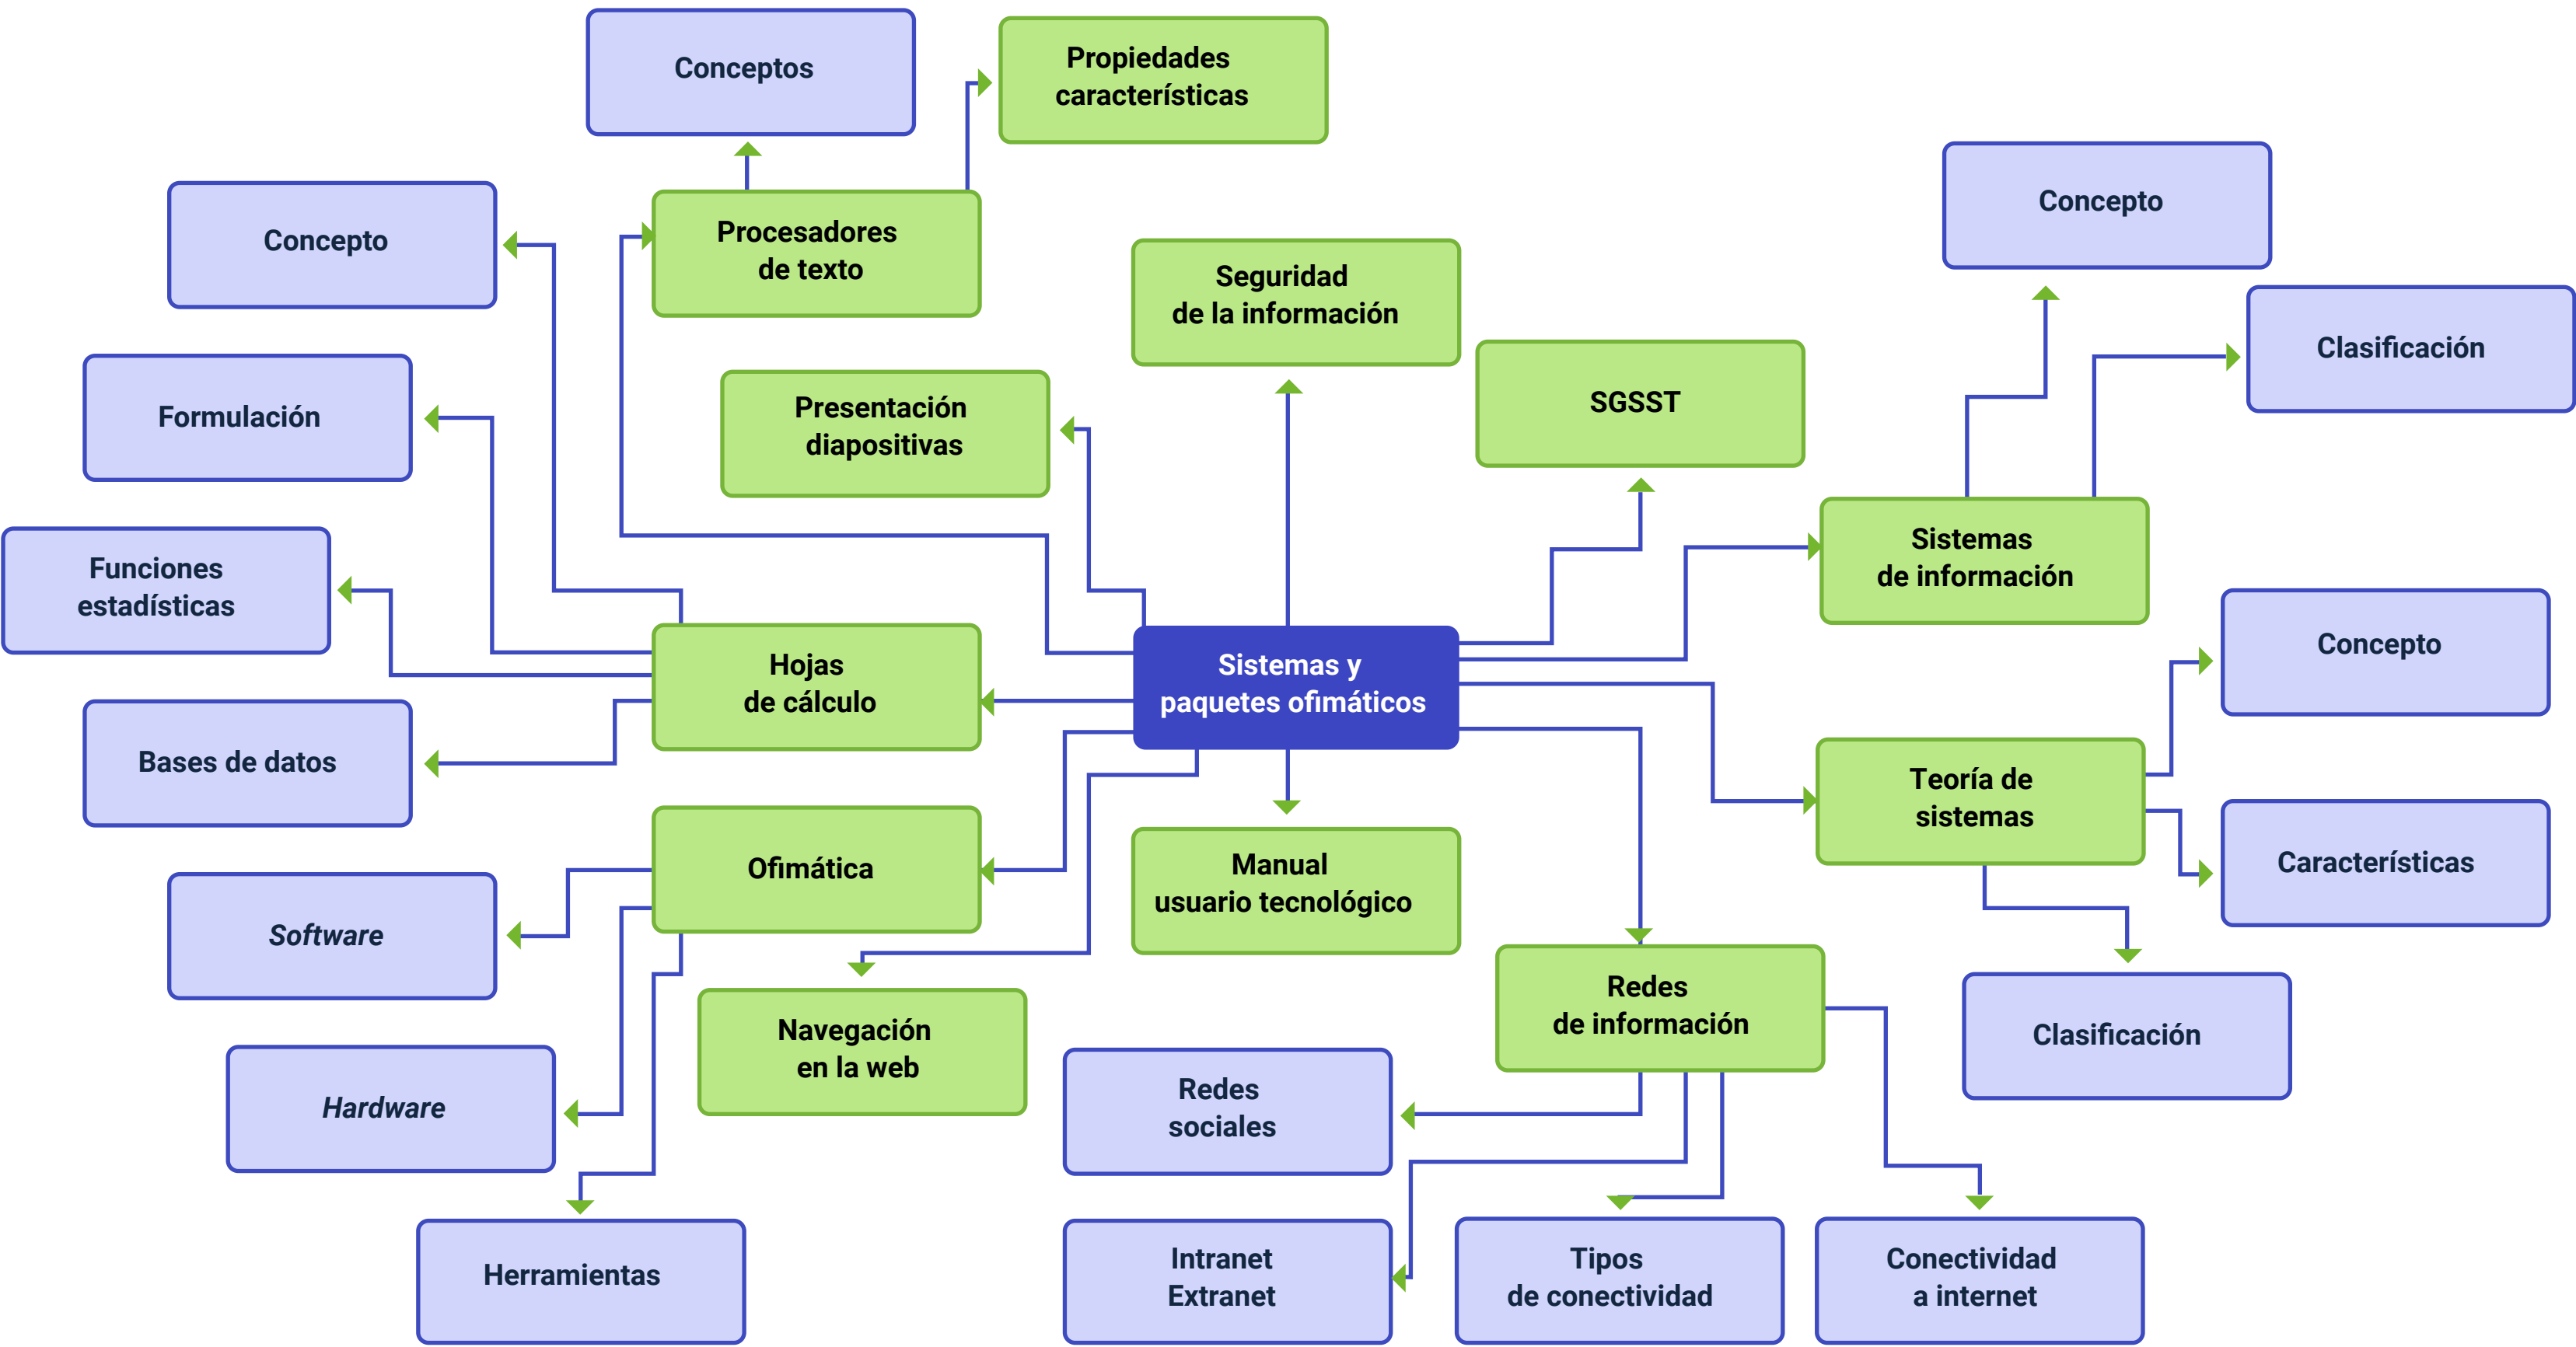 Conceptos
Propiedades
características
Concepto
Procesadores
de texto
Concepto
Seguridad
de la información
Clasificación
SGSST
Presentación
diapositivas
Formulación
Sistemas
de información
Funciones
estadísticas
Concepto
Hojas
de cálculo
Sistemas y
paquetes ofimáticos
Bases de datos
Teoría de
sistemas
Características
Ofimática
Manual
usuario tecnológico
Software
Redes
de información
Clasificación
Navegación
en la web
Hardware
Redes
sociales
Herramientas
Intranet
Extranet
Tipos
de conectividad
Conectividad
a internet